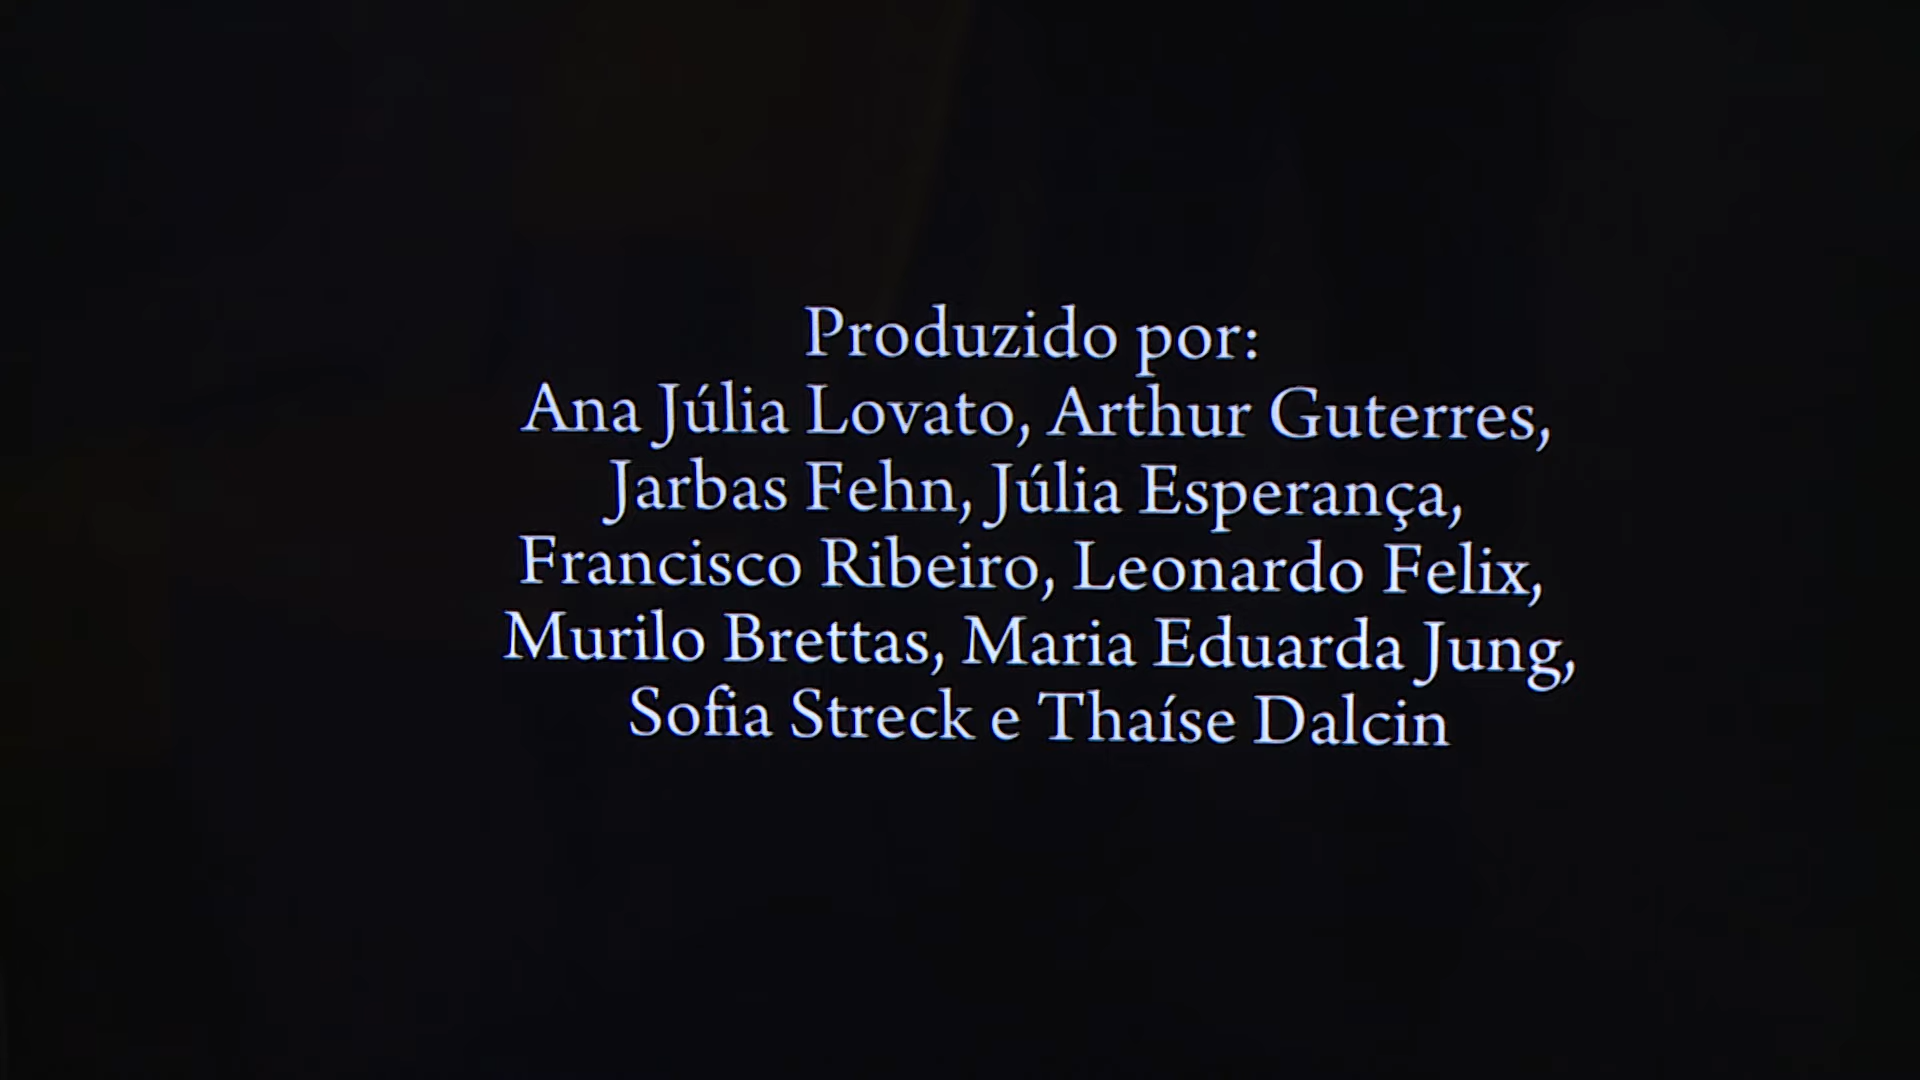 Produzido por:
Ana Júlia Lovato, Arthur Guterres,
Jarbas Fehn, Júlia Esperança,
Francisco Ribeiro, Leonardo Felix,
Murilo Brettas, Maria Eduarda Jung,
Sofia Streck e Thaíse Dalcin